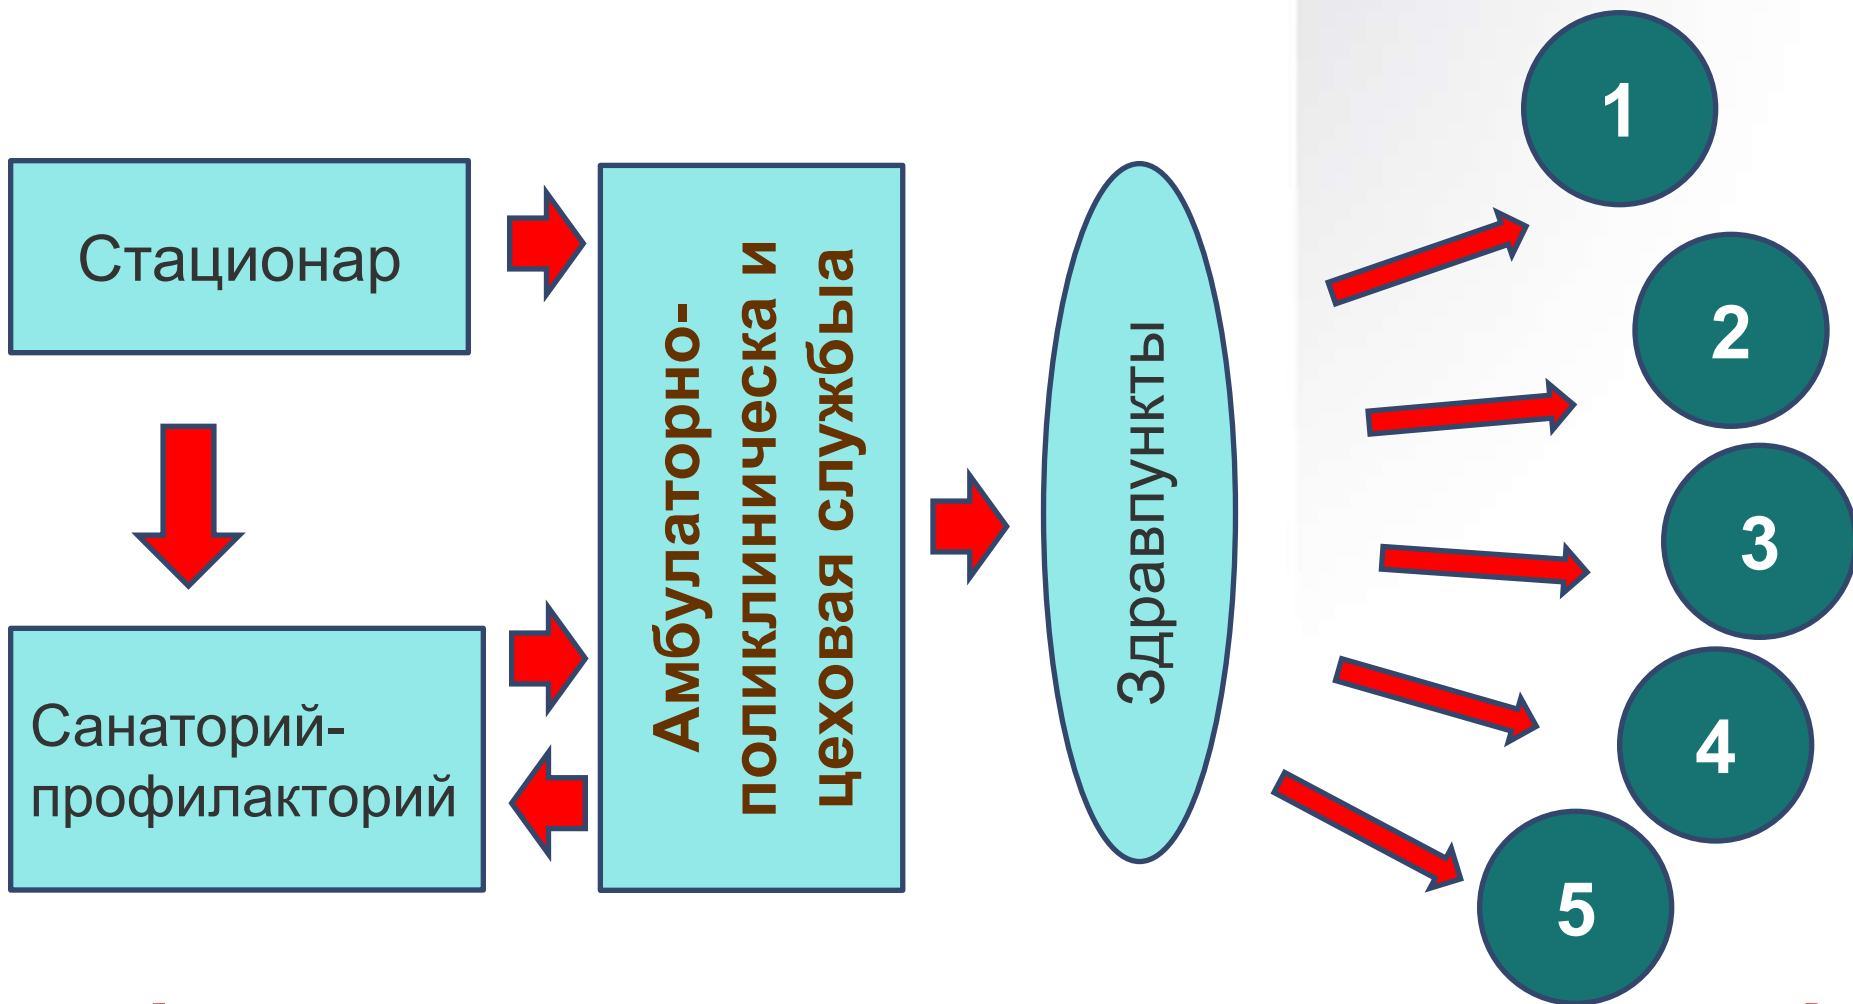 Стационар
Санаторий-
профилакторий
Амбулаторно-
поликлиническа и
цеховая службыа
Здравпункты
1
2
3
4
5